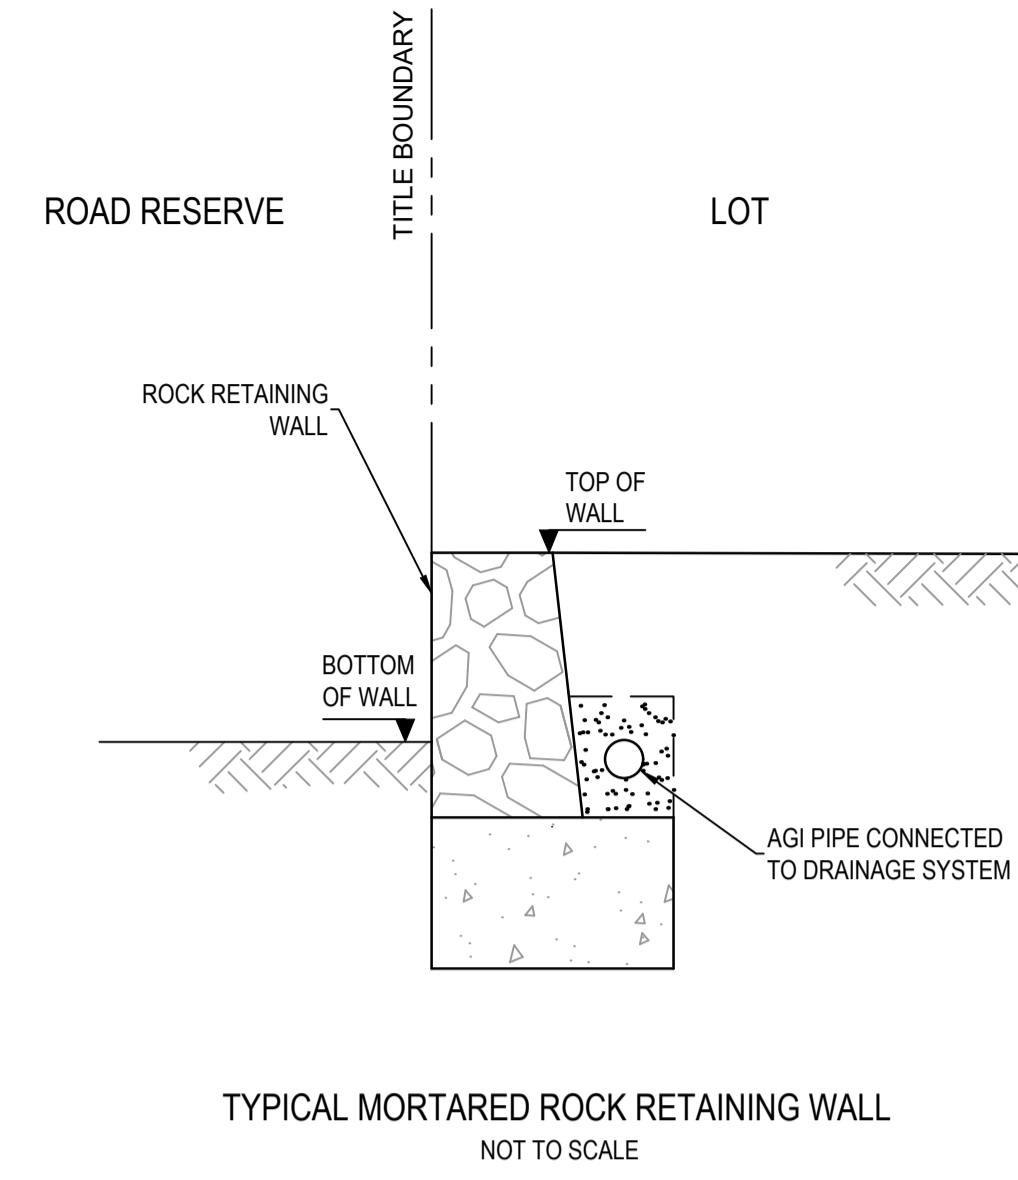 TITLE BOUNDARY
ROAD RESERVE
LOT
ROCK RETAINING
WALL
TOP OF
WALL
BOTTOM
OF WALL
AGI PIPE CONNECTED
TO DRAINAGE SYSTEM
TYPICAL MORTARED ROCK RETAINING WALL
NOT TO SCALE